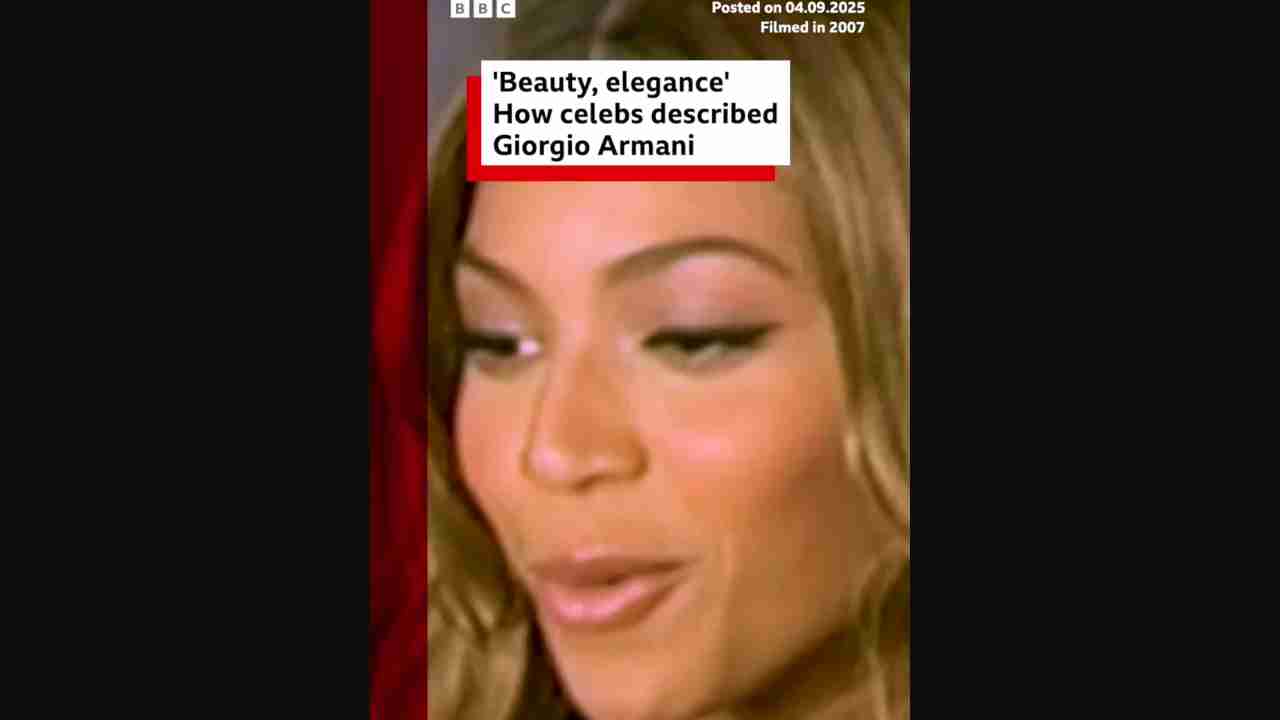 BBC
Posted on 04.09.2025
Filmed in 2007
'Beauty, elegance'
How celebs described
Giorgio Armani